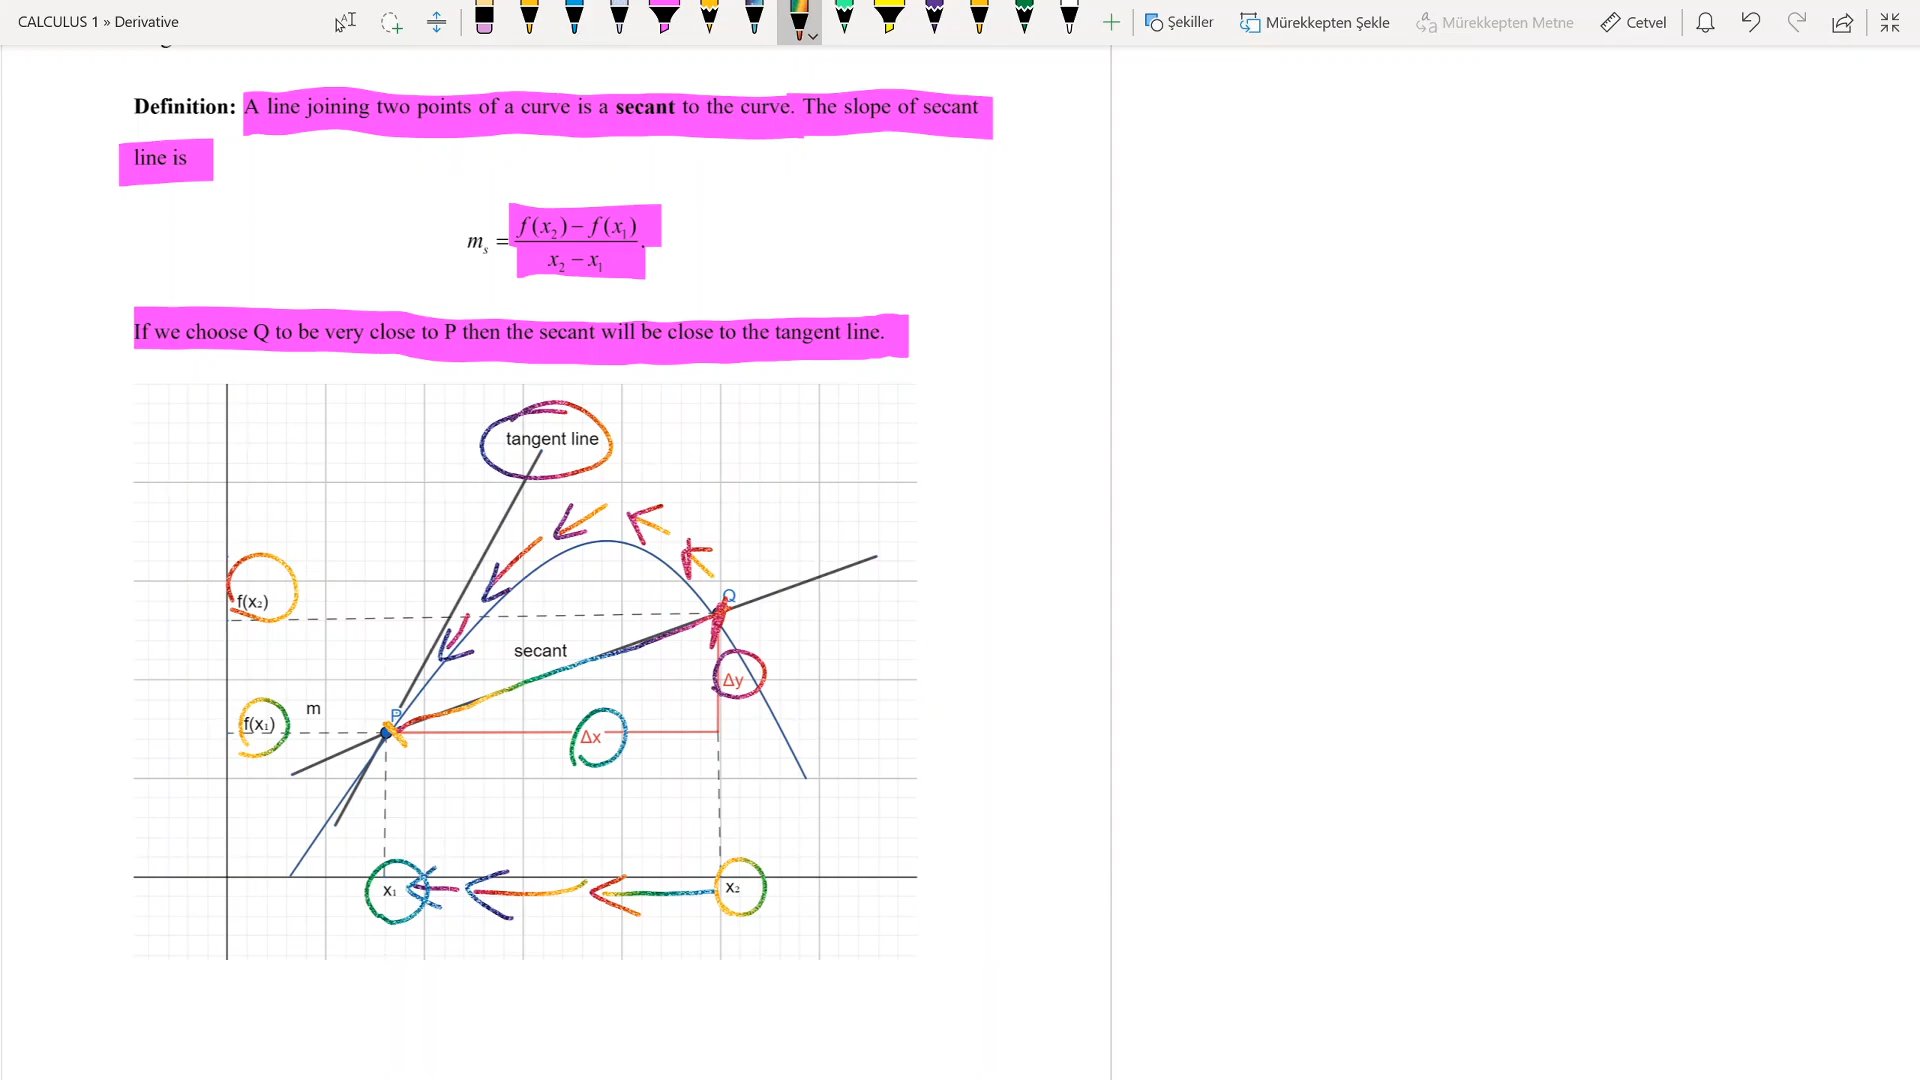 CALCULUS 1 » Derivative
Şekiller
Mürekkepten Şekle
Mürekkepten Metne
Cetvel
Definition: A line joining two points of a curve is a secant to the curve. The slope of secant
line is
mₛ = f(x₂) − f(x₁) / x₂ − x₁ .
If we choose Q to be very close to P then the secant will be close to the tangent line.
tangent line
Q
f(x₂)
secant
Δy
m
P
f(x₁)
Δx
x₁
x₂